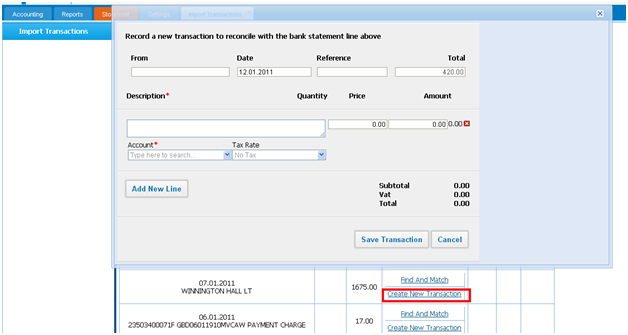 Accounting Reports Settings Import Transactions
Import Transactions
Record a new transaction to reconcile with the bank statement line above
From Date Reference Total
12.01.2011 420.00
Description* Quantity Price Amount
0.00 0.00 0.00
Account* Tax Rate
Type here to search... No Tax
Add New Line
Subtotal 0.00
Vat 0.00
Total 0.00
Save Transaction Cancel
07.01.2011
WINNINGTON HALL LT
1675.00
Find And Match
Create New Transaction
06.01.2011
23503400071F GBD06011910MVCAW PAYMENT CHARGE
17.00
Find And Match
Create New Transaction